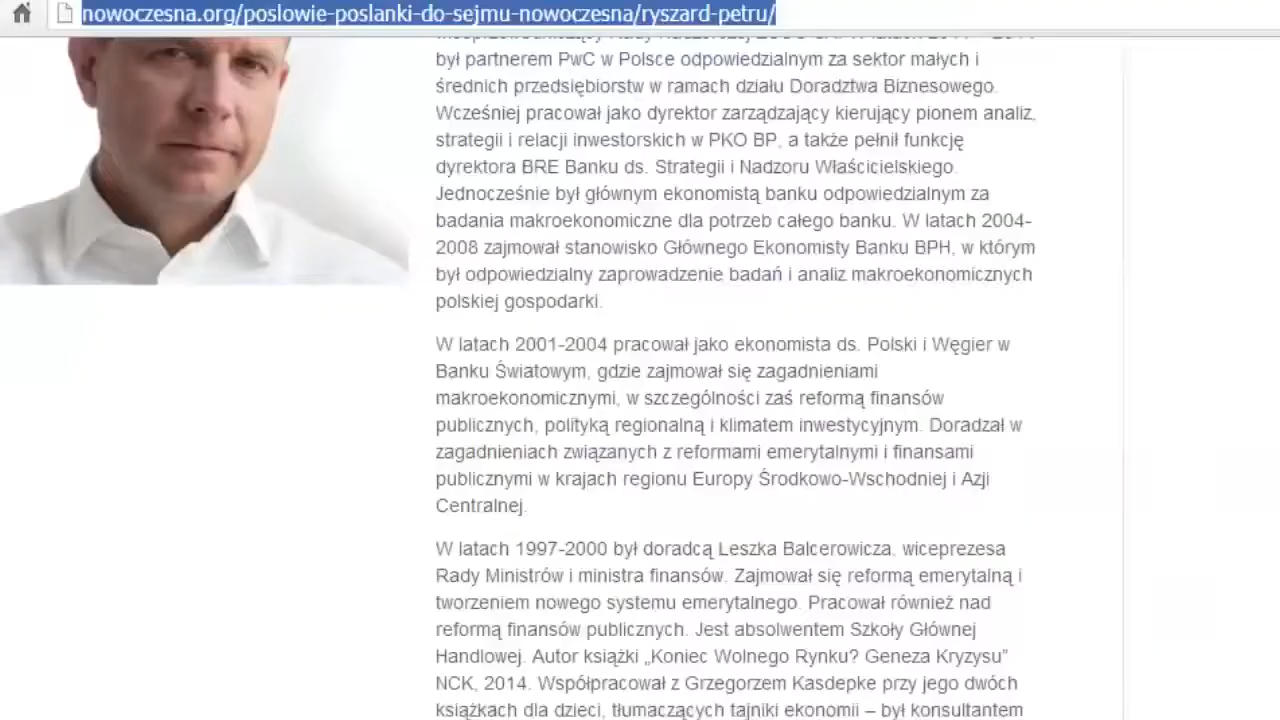 nowoczesna.org/poslowie-poslanki-do-sejmu-nowoczesna/ryszard-petru/
był partnerem PwC w Polsce odpowiedzialnym za sektor małych i
średnich przedsiębiorstw w ramach działu Doradztwa Biznesowego.
Wcześniej pracował jako dyrektor zarządzający kierujący pionem analiz,
strategii i relacji inwestorskich w PKO BP, a także pełnił funkcję
dyrektora BRE Banku ds. Strategii i Nadzoru Właścicielskiego.
Jednocześnie był głównym ekonomistą banku odpowiedzialnym za
badania makroekonomiczne dla potrzeb całego banku. W latach 2004-
2008 zajmował stanowisko Głównego Ekonomisty Banku BPH, w którym
był odpowiedzialny zaprowadzenie badań i analiz makroekonomicznych
polskiej gospodarki.
W latach 2001-2004 pracował jako ekonomista ds. Polski i Węgier w
Banku Światowym, gdzie zajmował się zagadnieniami
makroekonomicznymi, w szczególności zaś reformą finansów
publicznych, polityką regionalną i klimatem inwestycyjnym. Doradzał w
zagadnieniach związanych z reformami emerytalnymi i finansami
publicznymi w krajach regionu Europy Środkowo-Wschodniej i Azji
Centralnej.
W latach 1997-2000 był doradcą Leszka Balcerowicza, wiceprezesa
Rady Ministrów i ministra finansów. Zajmował się reformą emerytalną i
tworzeniem nowego systemu emerytalnego. Pracował również nad
reformą finansów publicznych. Jest absolwentem Szkoły Głównej
Handlowej. Autor książki „Koniec Wolnego Rynku? Geneza Kryzysu”
NCK, 2014. Współpracował z Grzegorzem Kasdepke przy jego dwóch
książkach dla dzieci, tłumaczących tajniki ekonomii – był konsultantem